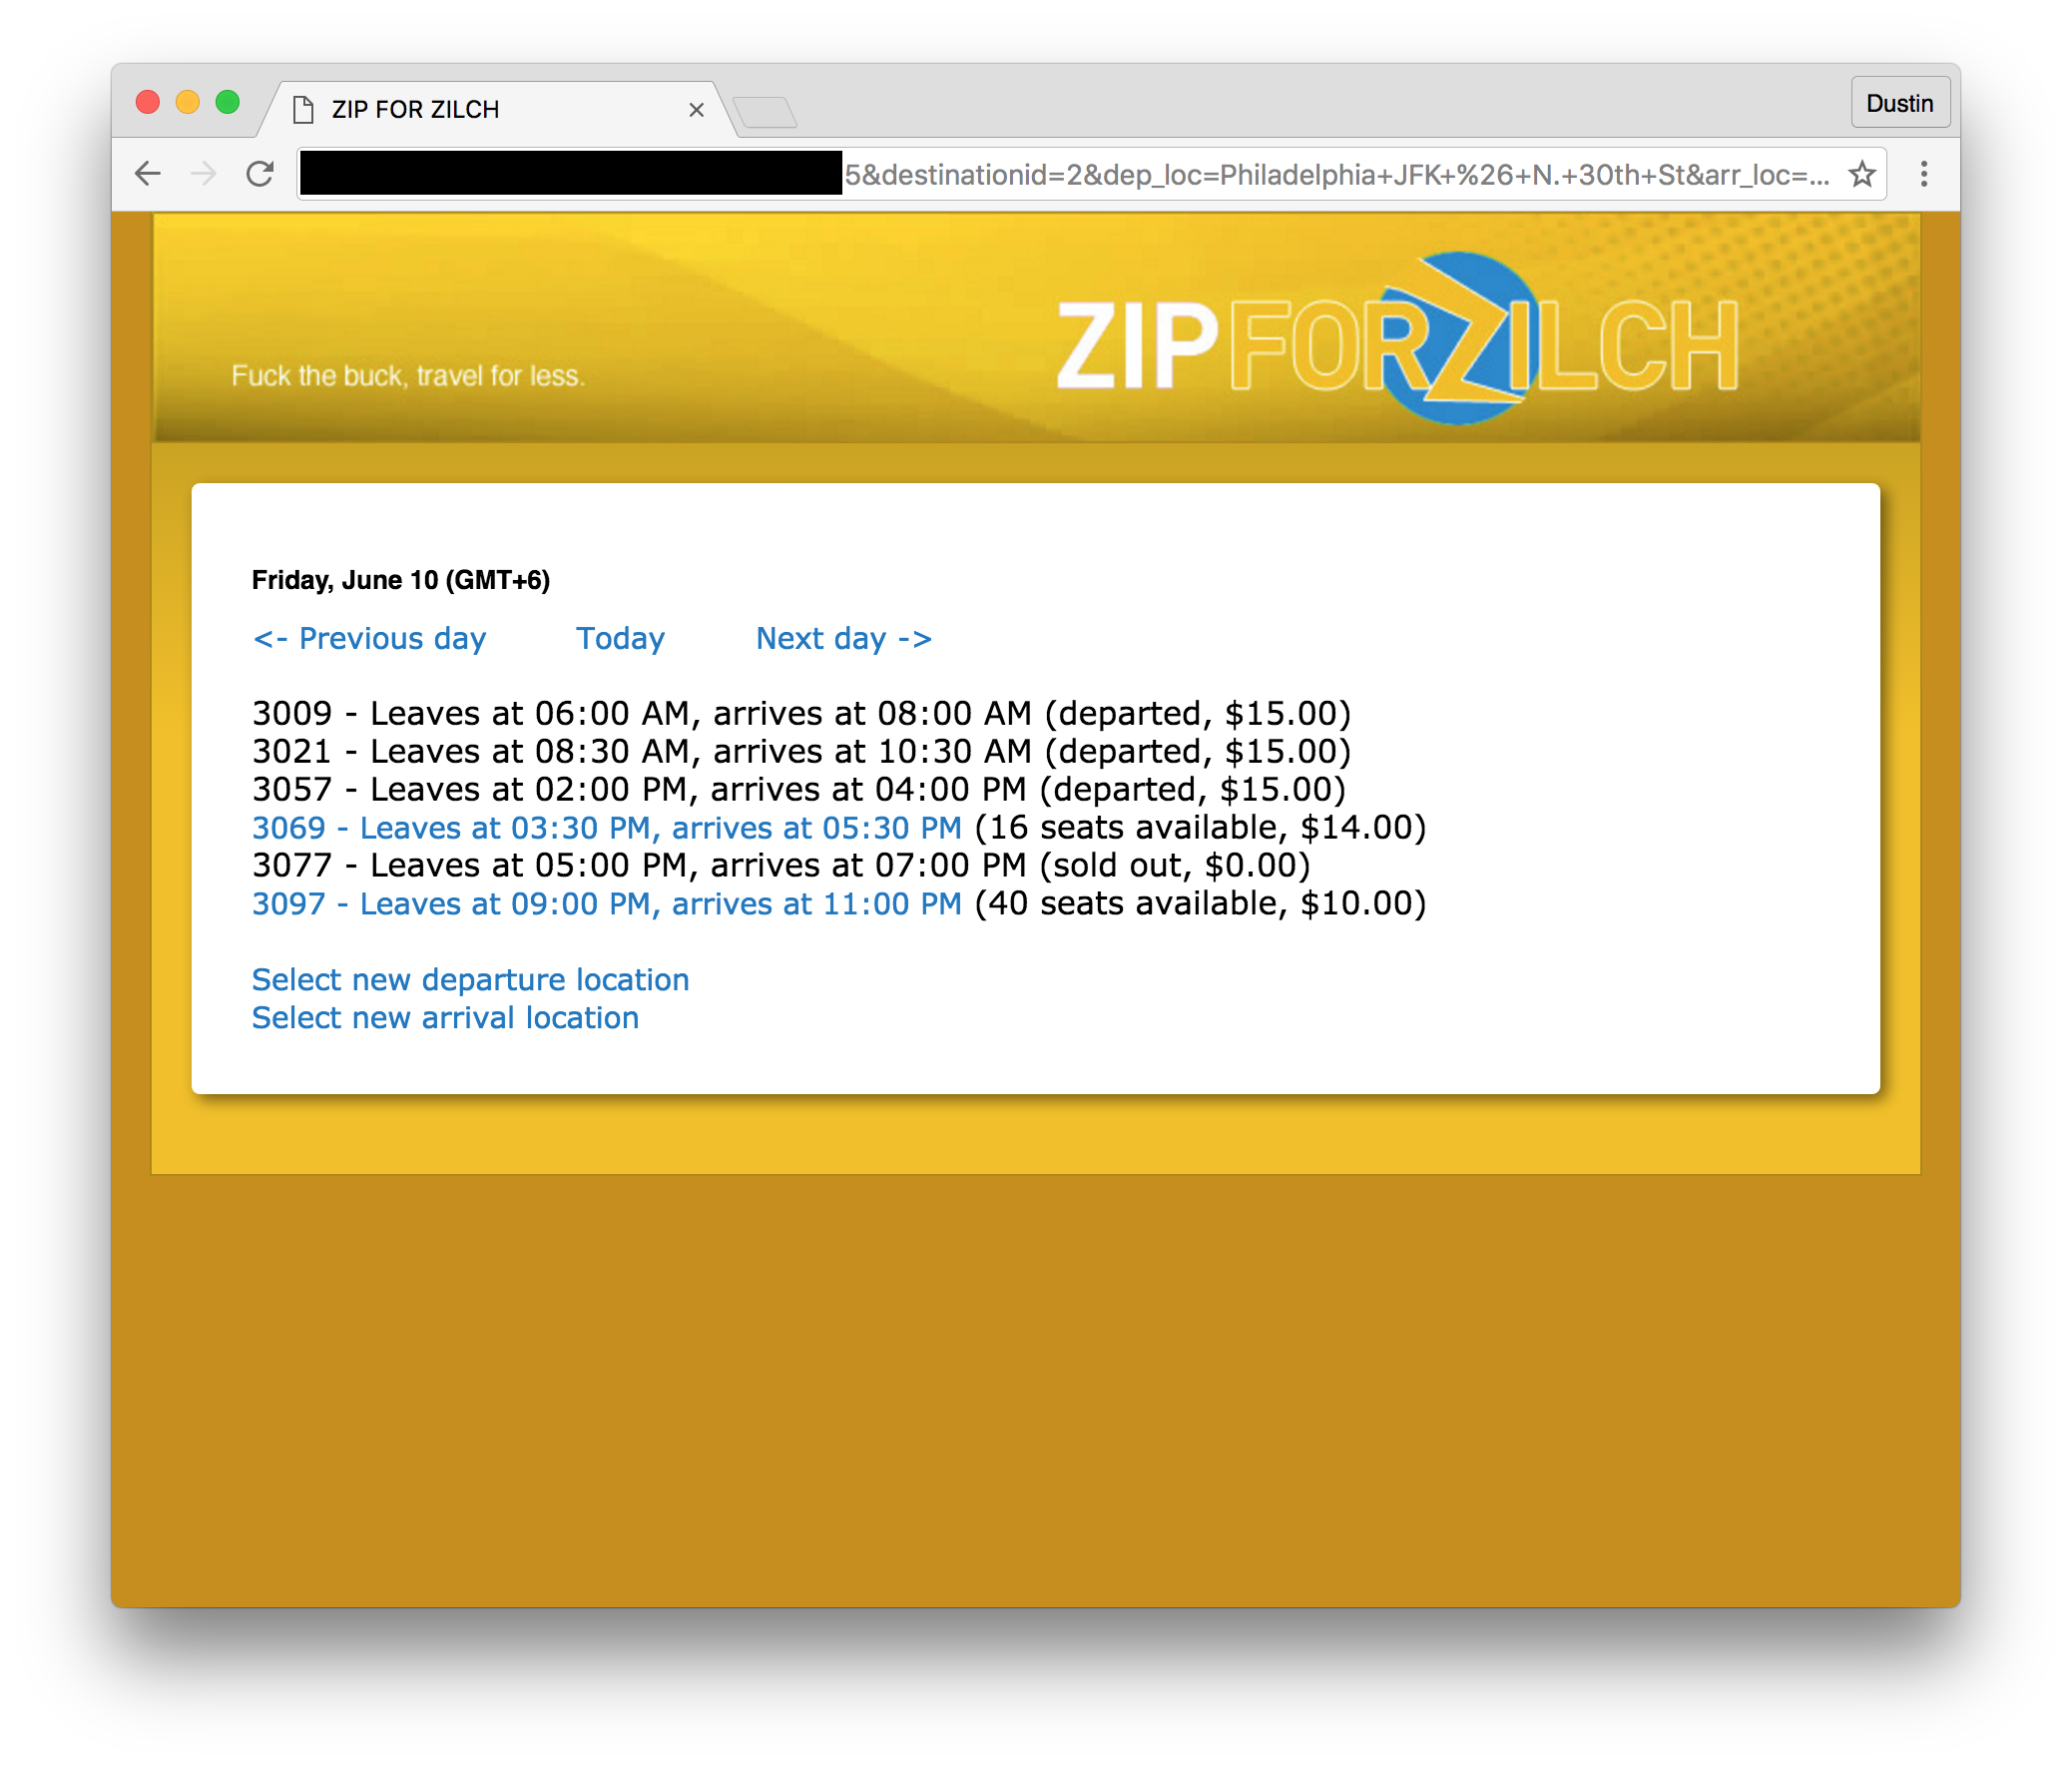 ZIP FOR ZILCH
Dustin
5&destinationid=2&dep_loc=Philadelphia+JFK+%26+N.+30th+St&arr_loc=...
Fuck the buck, travel for less.
ZIPFORZILCH
Friday, June 10 (GMT+6)
<- Previous day Today Next day ->
3009 - Leaves at 06:00 AM, arrives at 08:00 AM (departed, $15.00)
3021 - Leaves at 08:30 AM, arrives at 10:30 AM (departed, $15.00)
3057 - Leaves at 02:00 PM, arrives at 04:00 PM (departed, $15.00)
3069 - Leaves at 03:30 PM, arrives at 05:30 PM (16 seats available, $14.00)
3077 - Leaves at 05:00 PM, arrives at 07:00 PM (sold out, $0.00)
3097 - Leaves at 09:00 PM, arrives at 11:00 PM (40 seats available, $10.00)
Select new departure location
Select new arrival location